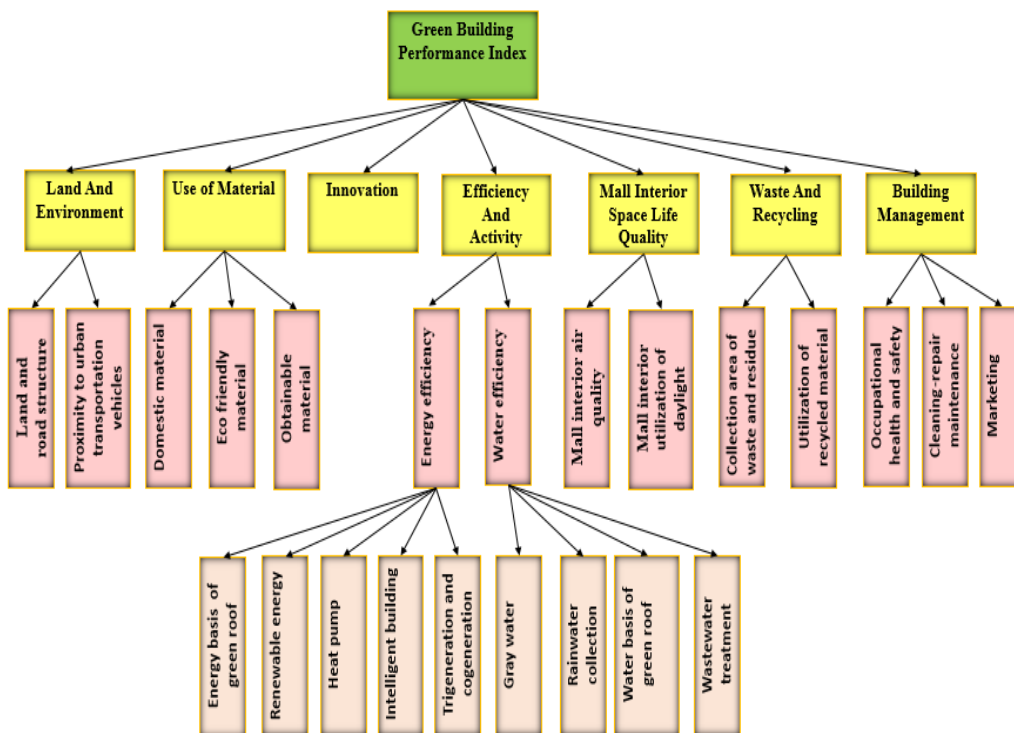 Green Building
Performance Index
Land And
Environment
Use of Material
Innovation
Efficiency
And
Activity
Mall Interior
Space Life
Quality
Waste And
Recycling
Building
Management
Land and
road structure
Proximity to urban
transportation
vehicles
Domestic material
Eco friendly
material
Obtainable
material
Energy efficiency
Water efficiency
Mall interior air
quality
Mall interior
utilization of
daylight
Collection area of
waste and residue
Utilization of
recycled material
Occupational
health and safety
Cleaning-repair
maintenance
Marketing
Energy basis of
green roof
Renewable energy
Heat pump
Intelligent building
Trigeneration and
cogeneration
Gray water
Rainwater
collection
Water basis of
green roof
Wastewater
treatment